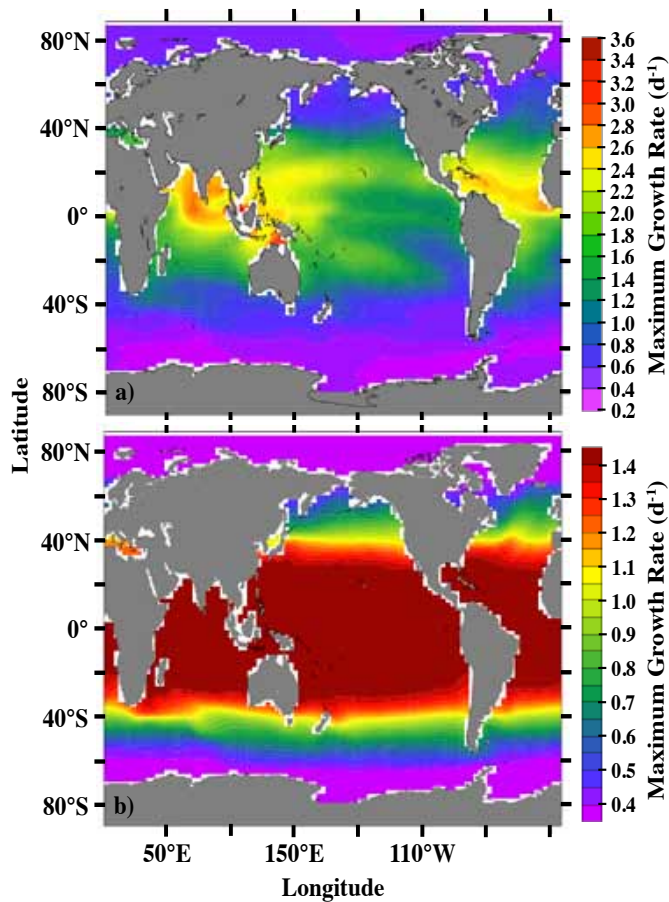 80°N
40°N
0°
40°S
80°S
a)
3.6
3.4
3.2
3.0
2.8
2.6
2.4
2.2
2.0
1.8
1.6
1.4
1.2
1.0
0.8
0.6
0.4
0.2
Maximum Growth Rate (d⁻¹)
Latitude
80°N
40°N
0°
40°S
80°S
b)
1.4
1.3
1.2
1.1
1.0
0.9
0.8
0.7
0.6
0.5
0.4
Maximum Growth Rate (d⁻¹)
50°E 150°E 110°W
Longitude